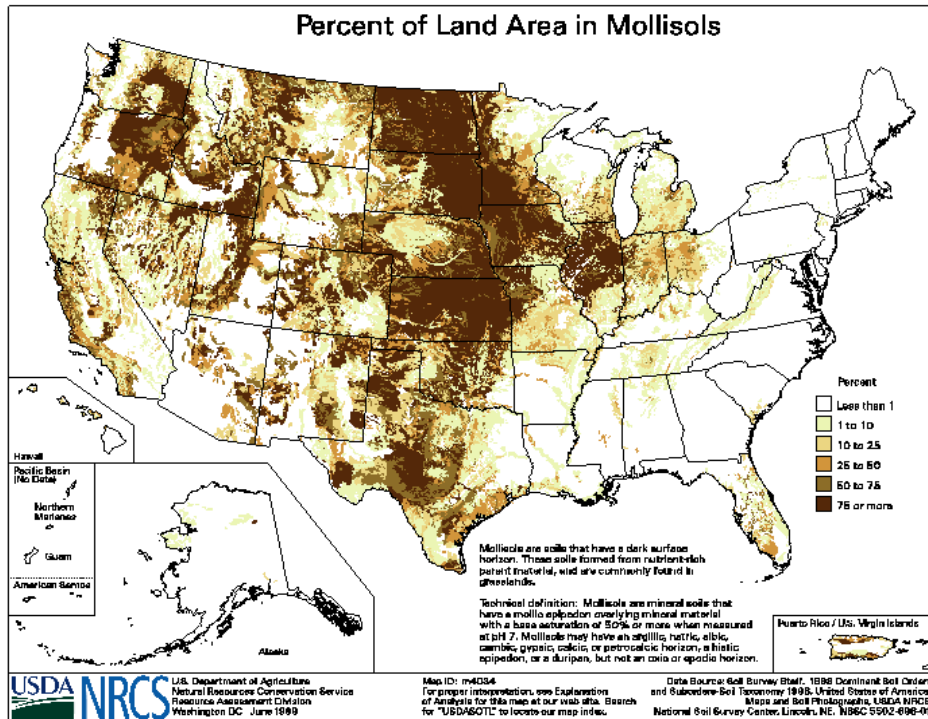 Percent of Land Area in Mollisols
Percent
Less than 1
1 to 10
10 to 25
25 to 50
50 to 75
75 or more
Hawaii
Pacific Basin
(No Data)
Northern
Marianas
Guam
American Samoa
Alaska
Mollisols are soils that have a dark surface
horizon. These soils formed from nutrient-rich
parent material, and are commonly found in
grasslands.
Technical definition: Mollisols are mineral soils that
have a mollic epipedon overlying mineral material
with a base saturation of 50% or more when measured
at pH 7. Mollisols may have an argillic, natric, albic,
cambic, gypsic, calcic, or petrocalcic horizon, a histic
epipedon, or a duripan, but not an oxic or spodic horizon.
Puerto Rico / U.S. Virgin Islands
USDA
NRCS
U.S. Department of Agriculture
Natural Resources Conservation Service
Resource Assessment Division
Washington DC June 1999
Map ID: m4034
For proper interpretation, see Explanation
of Analysis for this map at our web site. Search
for "USDASOTL" to locate our map index.
Data Source: Soil Survey Staff. 1998 Dominant Soil Orders
and Suborders-Soil Taxonomy 1998, United States of America
Maps and Soil Photographs, USDA NRCS
National Soil Survey Center, Lincoln, NE. NSSC